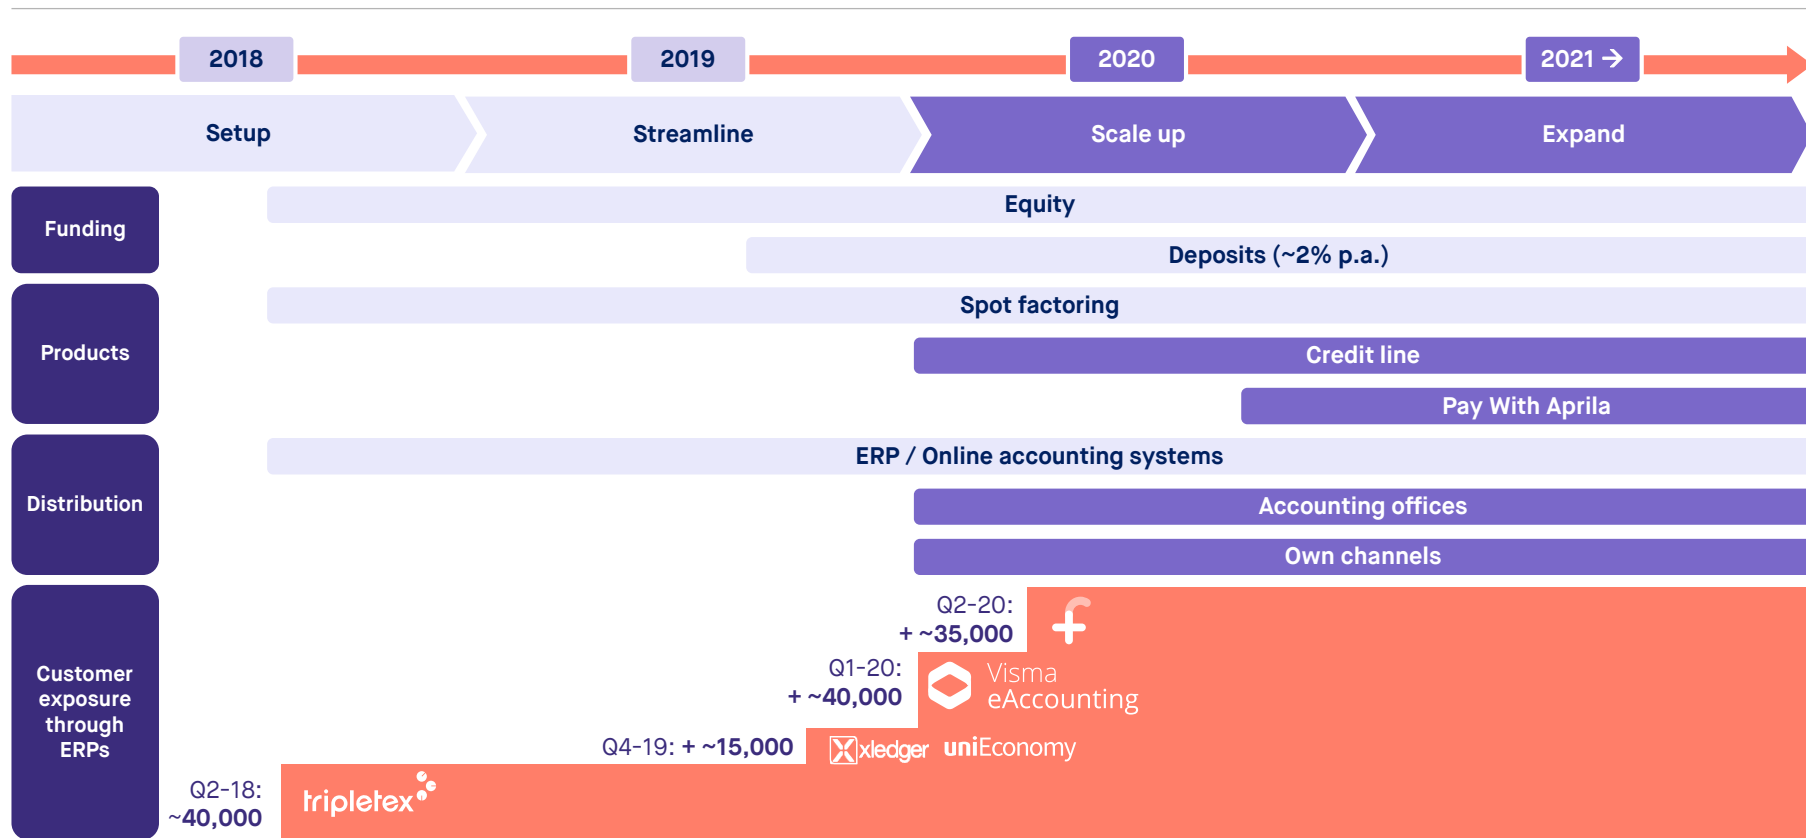 2018
2019
2020
2021 →
Setup
Streamline
Scale up
Expand
Funding
Equity
Deposits (~2% p.a.)
Products
Spot factoring
Credit line
Pay With Aprila
Distribution
ERP / Online accounting systems
Accounting offices
Own channels
Customer
exposure
through
ERPs
Q2-20:
+ ~35,000
Q1-20:
+ ~40,000
Visma
eAccounting
Q4-19: + ~15,000
xledger
uniEconomy
Q2-18:
~40,000
tripletex